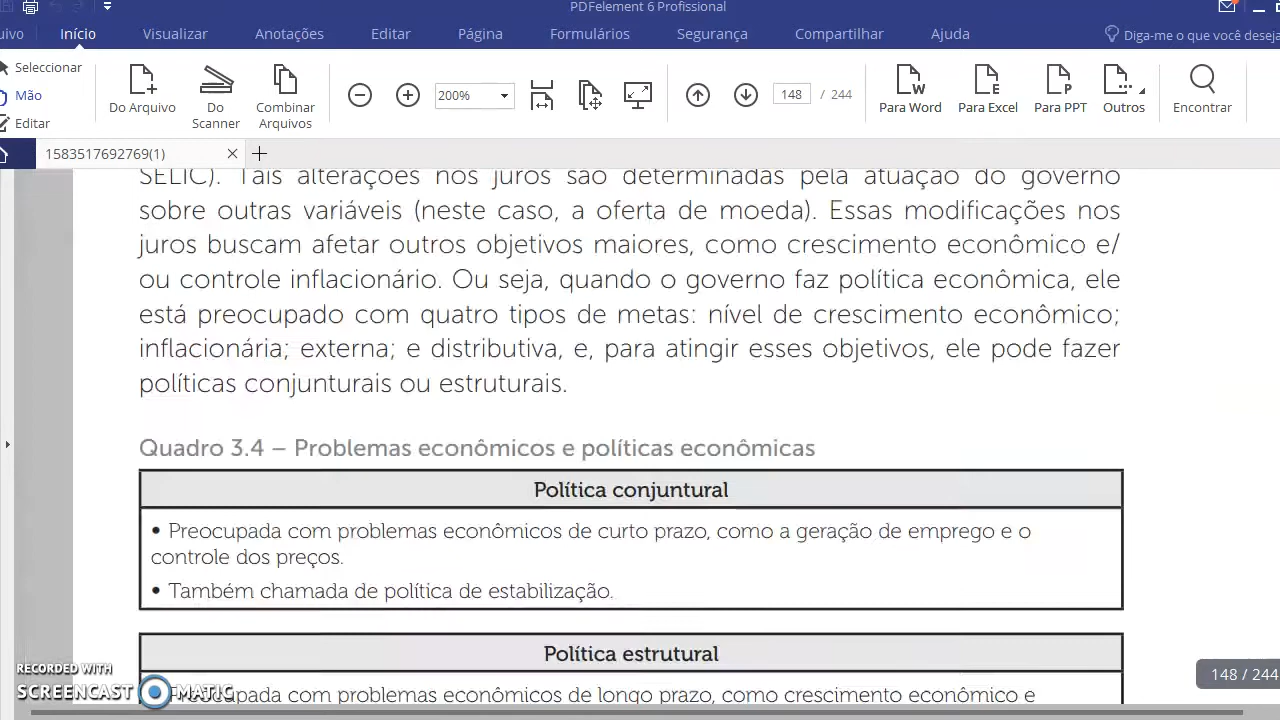 PDFelement 6 Profissional
uivo Início Visualizar Anotações Editar Página Formulários Segurança Compartilhar Ajuda Diga-me o que você deseja
Seleccionar
Mão
Editar
Do Arquivo
Do Scanner
Combinar Arquivos
200%
148 / 244
Para Word
Para Excel
Para PPT
Outros
Encontrar
1583517692769(1)
SELIC). Tais alterações nos juros são determinadas pela atuação do governo
sobre outras variáveis (neste caso, a oferta de moeda). Essas modificações nos
juros buscam afetar outros objetivos maiores, como crescimento econômico e/
ou controle inflacionário. Ou seja, quando o governo faz política econômica, ele
está preocupado com quatro tipos de metas: nível de crescimento econômico;
inflacionária; externa; e distributiva, e, para atingir esses objetivos, ele pode fazer
políticas conjunturais ou estruturais.
Quadro 3.4 – Problemas econômicos e políticas econômicas
Política conjuntural
• Preocupada com problemas econômicos de curto prazo, como a geração de emprego e o
controle dos preços.
• Também chamada de política de estabilização.
Política estrutural
Preocupada com problemas econômicos de longo prazo, como crescimento econômico e
148 / 244
RECORDED WITH
SCREENCAST MATIC